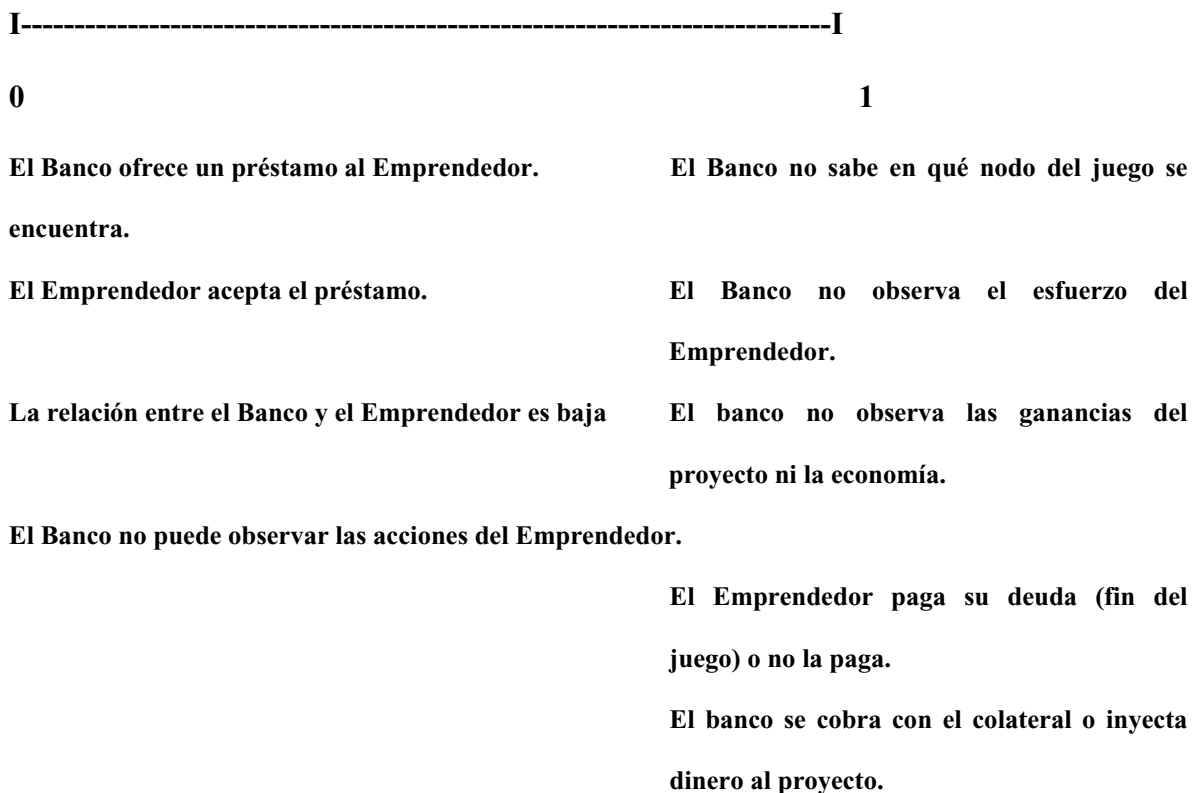 I-----------------------------------------------------------------------------I
0 1
El Banco ofrece un préstamo al Emprendedor. El Banco no sabe en qué nodo del juego se
encuentra.
El Emprendedor acepta el préstamo. El Banco no observa el esfuerzo del
Emprendedor.
La relación entre el Banco y el Emprendedor es baja El banco no observa las ganancias del
proyecto ni la economía.
El Banco no puede observar las acciones del Emprendedor.
El Emprendedor paga su deuda (fin del
juego) o no la paga.
El banco se cobra con el colateral o inyecta
dinero al proyecto.